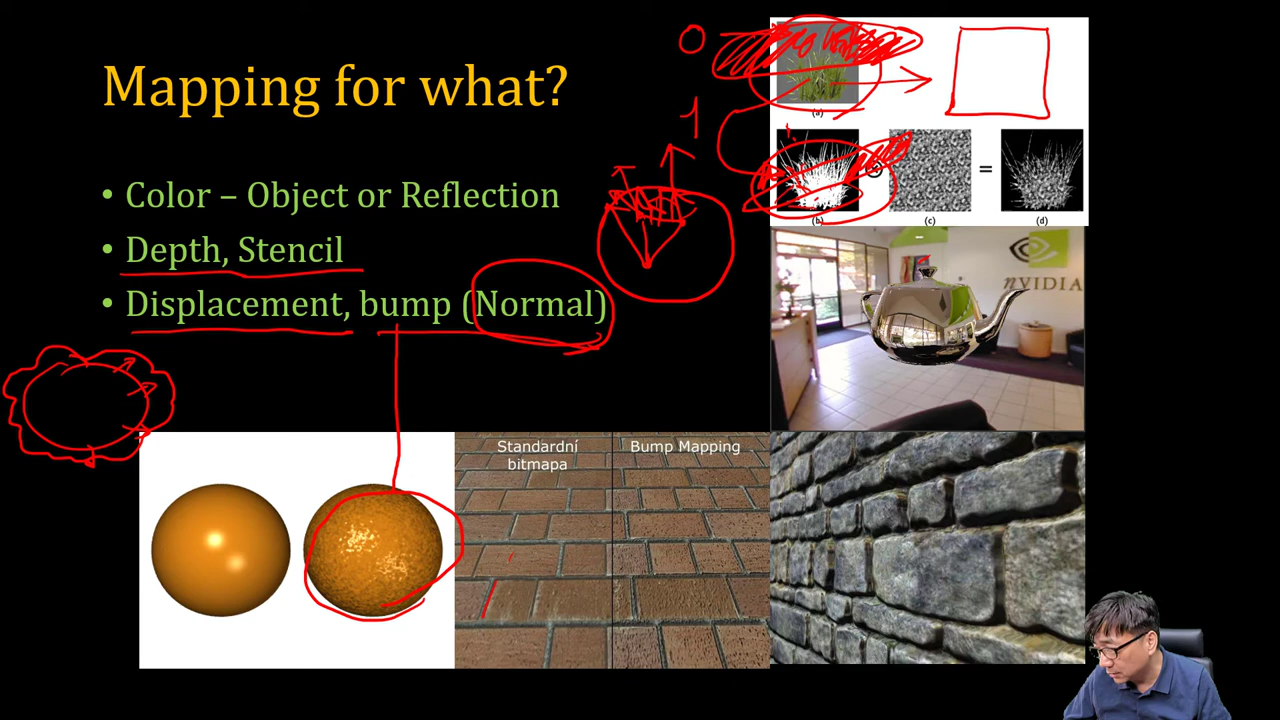 Mapping for what?
• Color – Object or Reflection
• Depth, Stencil
• Displacement, bump (Normal)
0
1
(a)
(b)
(c)
=
(d)
nVIDIA
Standardní
bitmapa
Bump Mapping